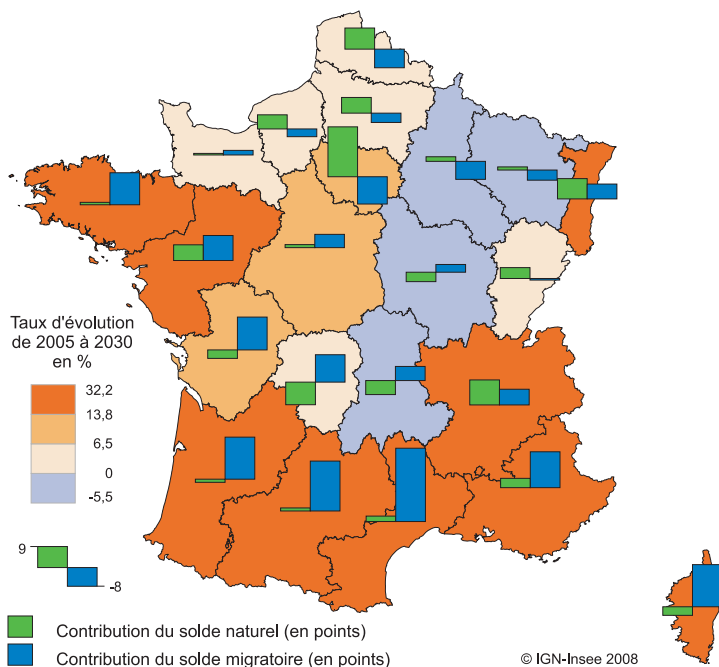 Taux d'évolution
de 2005 à 2030
en %
32,2
13,8
6,5
0
-5,5
9
-8
Contribution du solde naturel (en points)
Contribution du solde migratoire (en points)
© IGN-Insee 2008